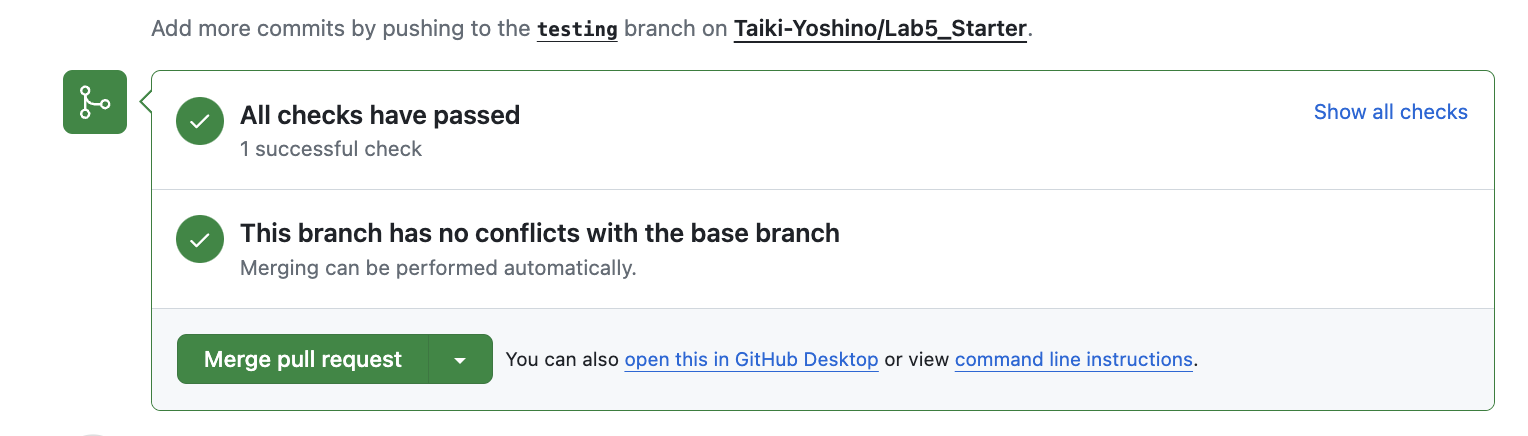 Add more commits by pushing to the testing branch on Taiki-Yoshino/Lab5_Starter.
All checks have passed
Show all checks
1 successful check
This branch has no conflicts with the base branch
Merging can be performed automatically.
Merge pull request
You can also open this in GitHub Desktop or view command line instructions.